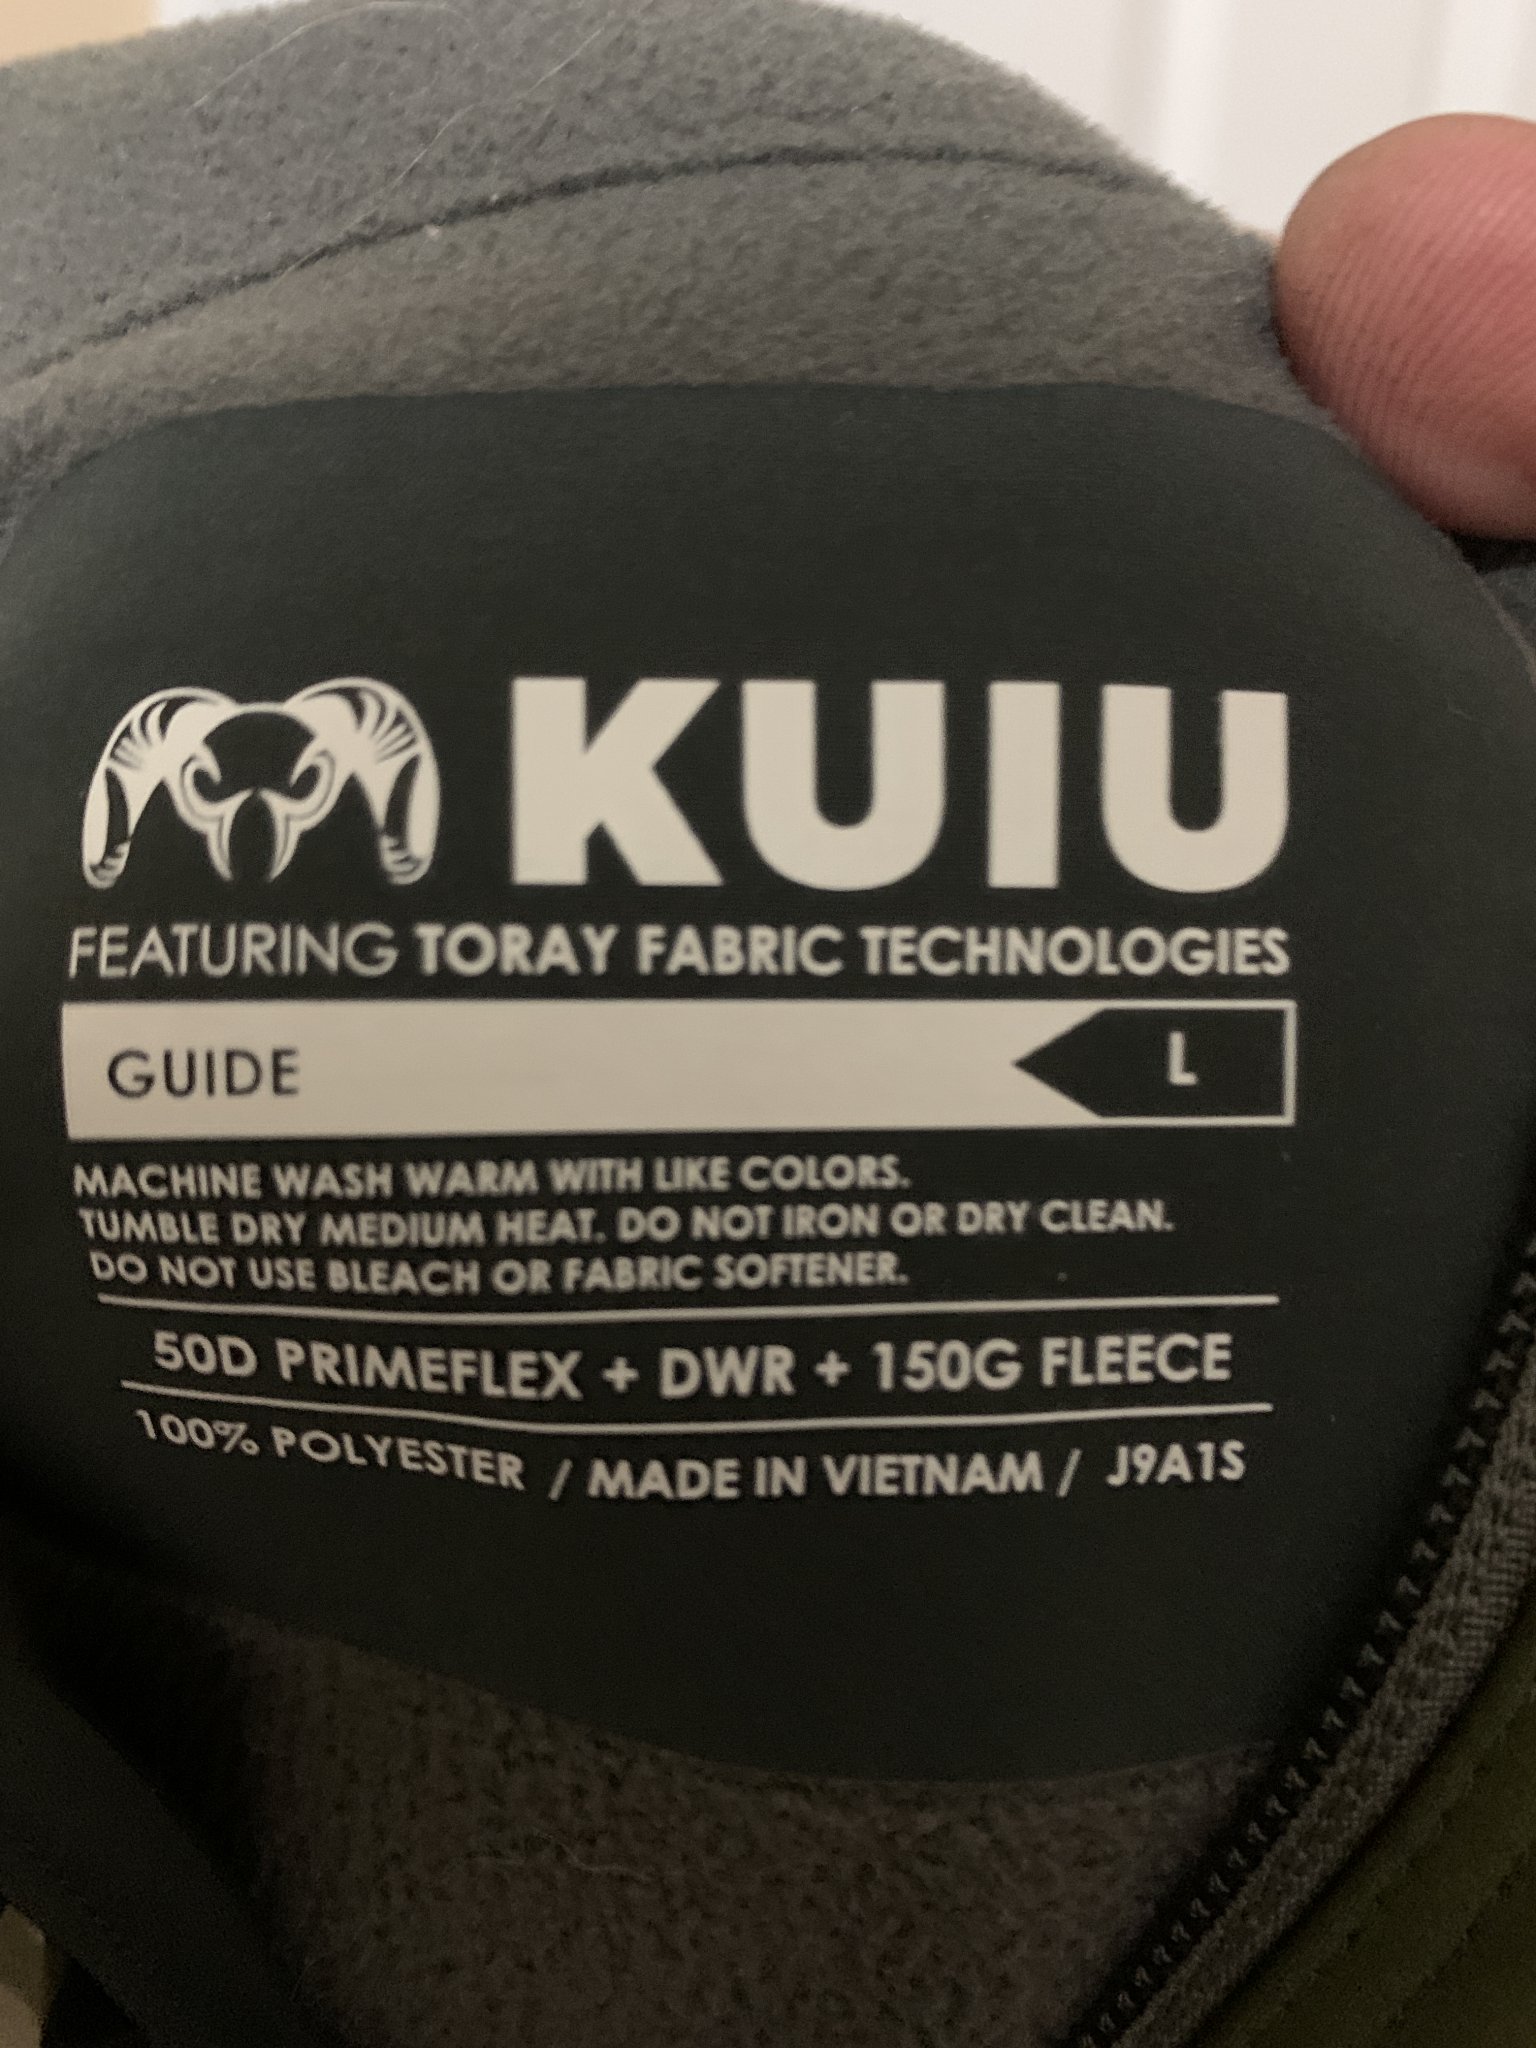 KUIU
FEATURING TORAY FABRIC TECHNOLOGIES
GUIDE L
MACHINE WASH WARM WITH LIKE COLORS.
TUMBLE DRY MEDIUM HEAT. DO NOT IRON OR DRY CLEAN.
DO NOT USE BLEACH OR FABRIC SOFTENER.
50D PRIMEFLEX + DWR + 150G FLEECE
100% POLYESTER / MADE IN VIETNAM / J9A1S